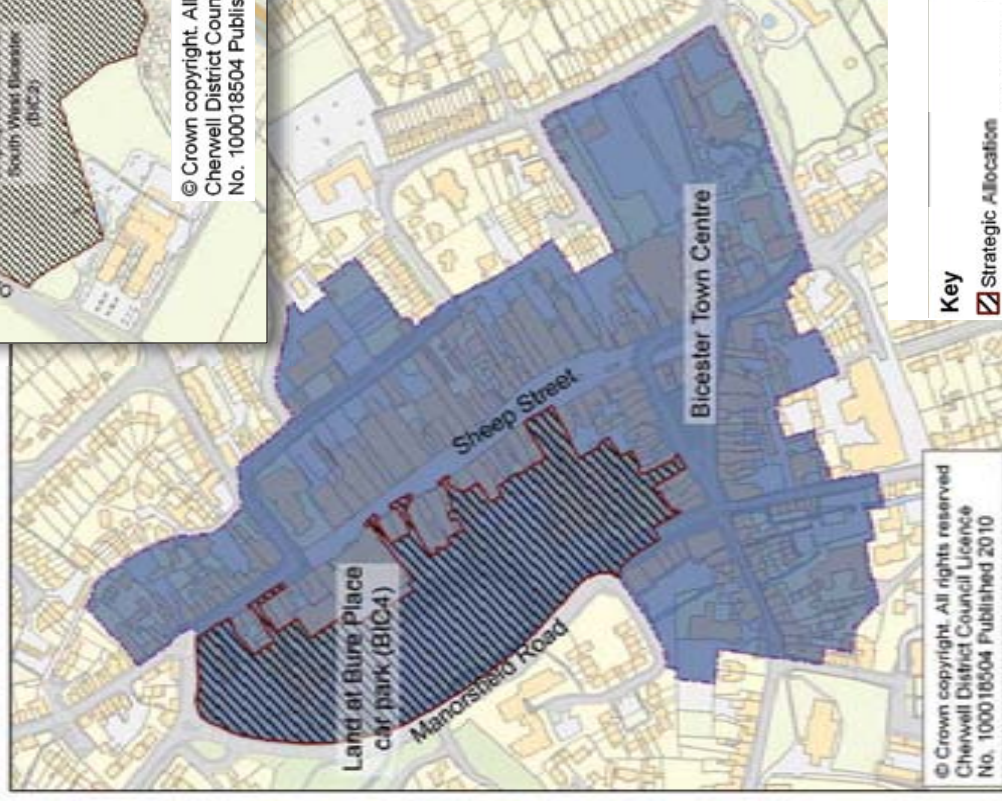 South West Bicester
(BIC2)
© Crown copyright. All
Cherwell District Coun
No. 100018504 Publis
Sheep Street
Bicester Town Centre
Land at Bure Place
car park (BIC4)
Manorsfield Road
Key
Strategic Allocation
© Crown copyright. All rights reserved
Cherwell District Council Licence
No. 100018504 Published 2010